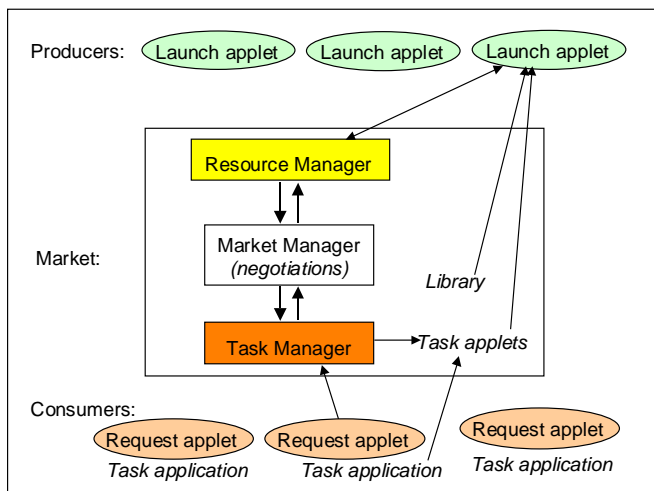 Producers:
Launch applet
Launch applet
Launch applet
Resource Manager
Market Manager
(negotiations)
Market:
Library
Task Manager
Task applets
Consumers:
Request applet
Request applet
Request applet
Task application
Task application
Task application